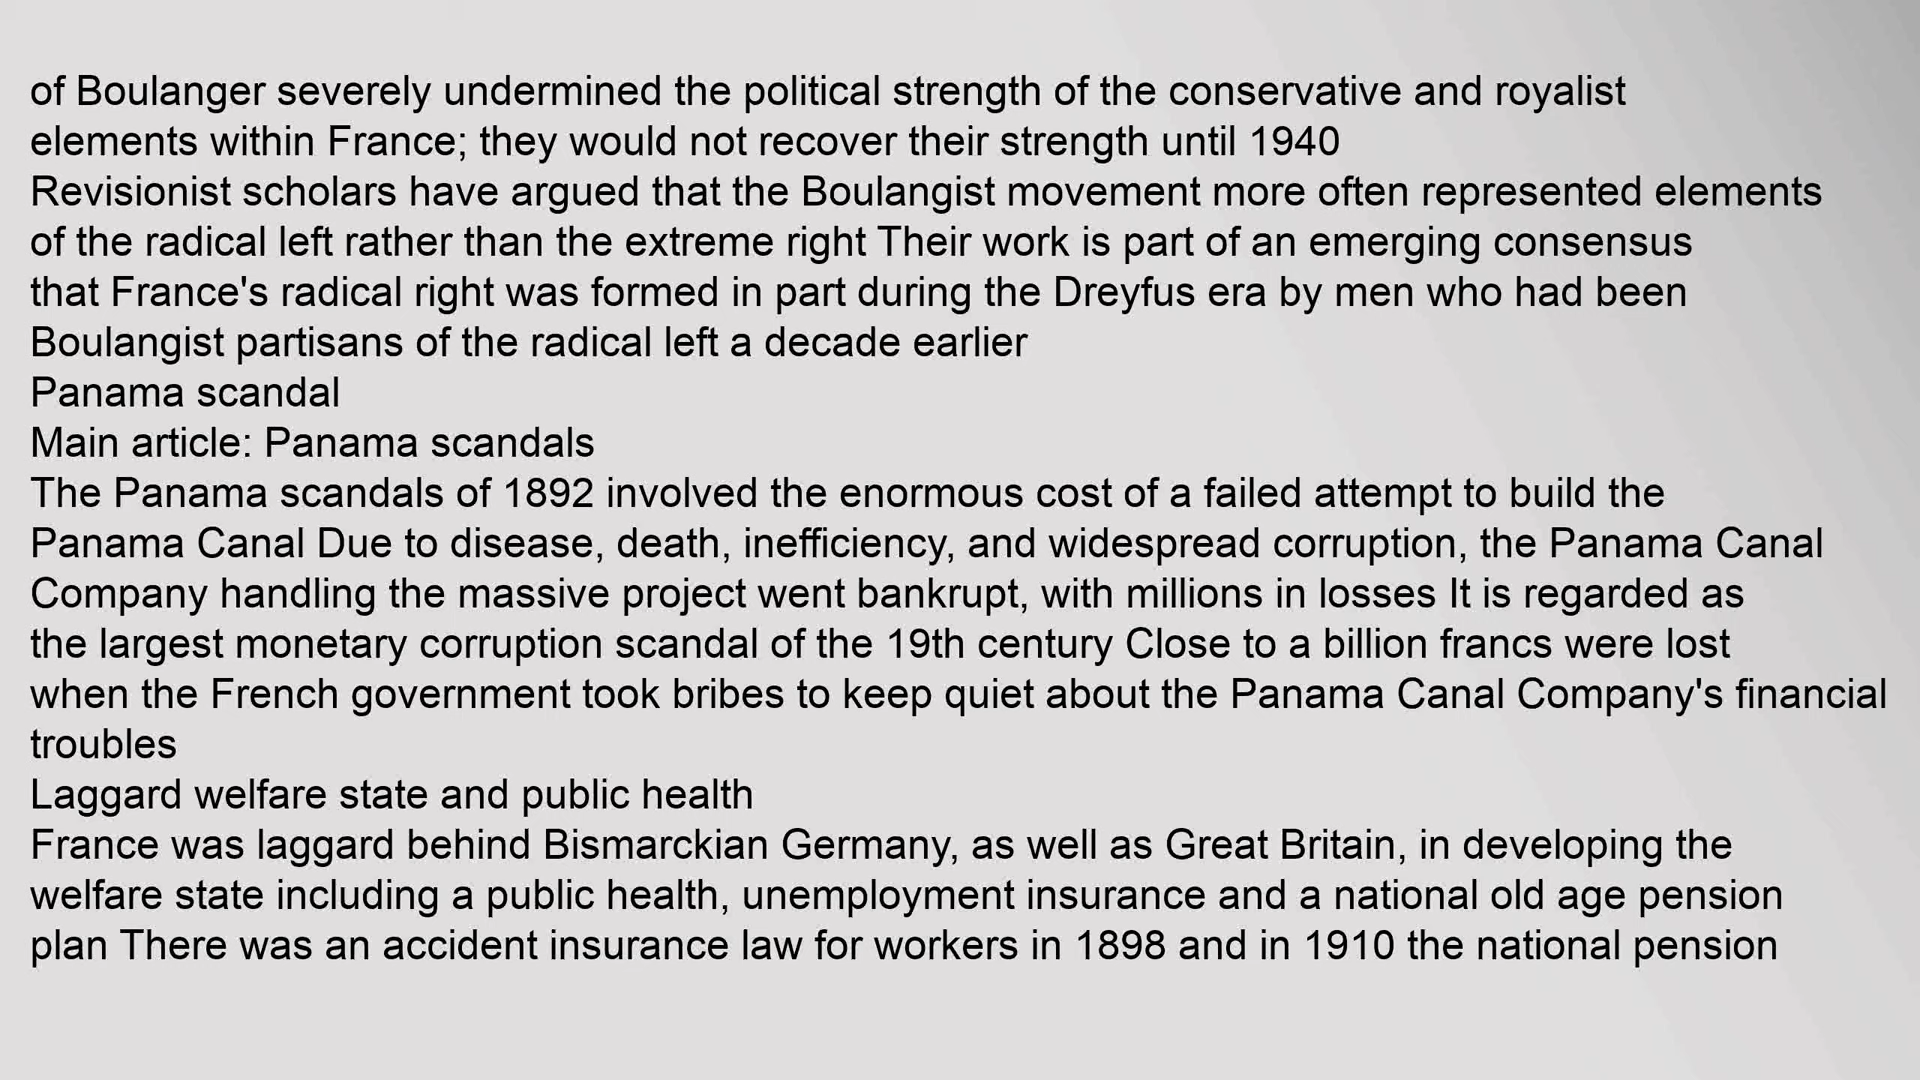 of Boulanger severely undermined the political strength of the conservative and royalist
elements within France; they would not recover their strength until 1940
Revisionist scholars have argued that the Boulangist movement more often represented elements
of the radical left rather than the extreme right Their work is part of an emerging consensus
that France's radical right was formed in part during the Dreyfus era by men who had been
Boulangist partisans of the radical left a decade earlier
Panama scandal
Main article: Panama scandals
The Panama scandals of 1892 involved the enormous cost of a failed attempt to build the
Panama Canal Due to disease, death, inefficiency, and widespread corruption, the Panama Canal
Company handling the massive project went bankrupt, with millions in losses It is regarded as
the largest monetary corruption scandal of the 19th century Close to a billion francs were lost
when the French government took bribes to keep quiet about the Panama Canal Company's financial
troubles
Laggard welfare state and public health
France was laggard behind Bismarckian Germany, as well as Great Britain, in developing the
welfare state including a public health, unemployment insurance and a national old age pension
plan There was an accident insurance law for workers in 1898 and in 1910 the national pension